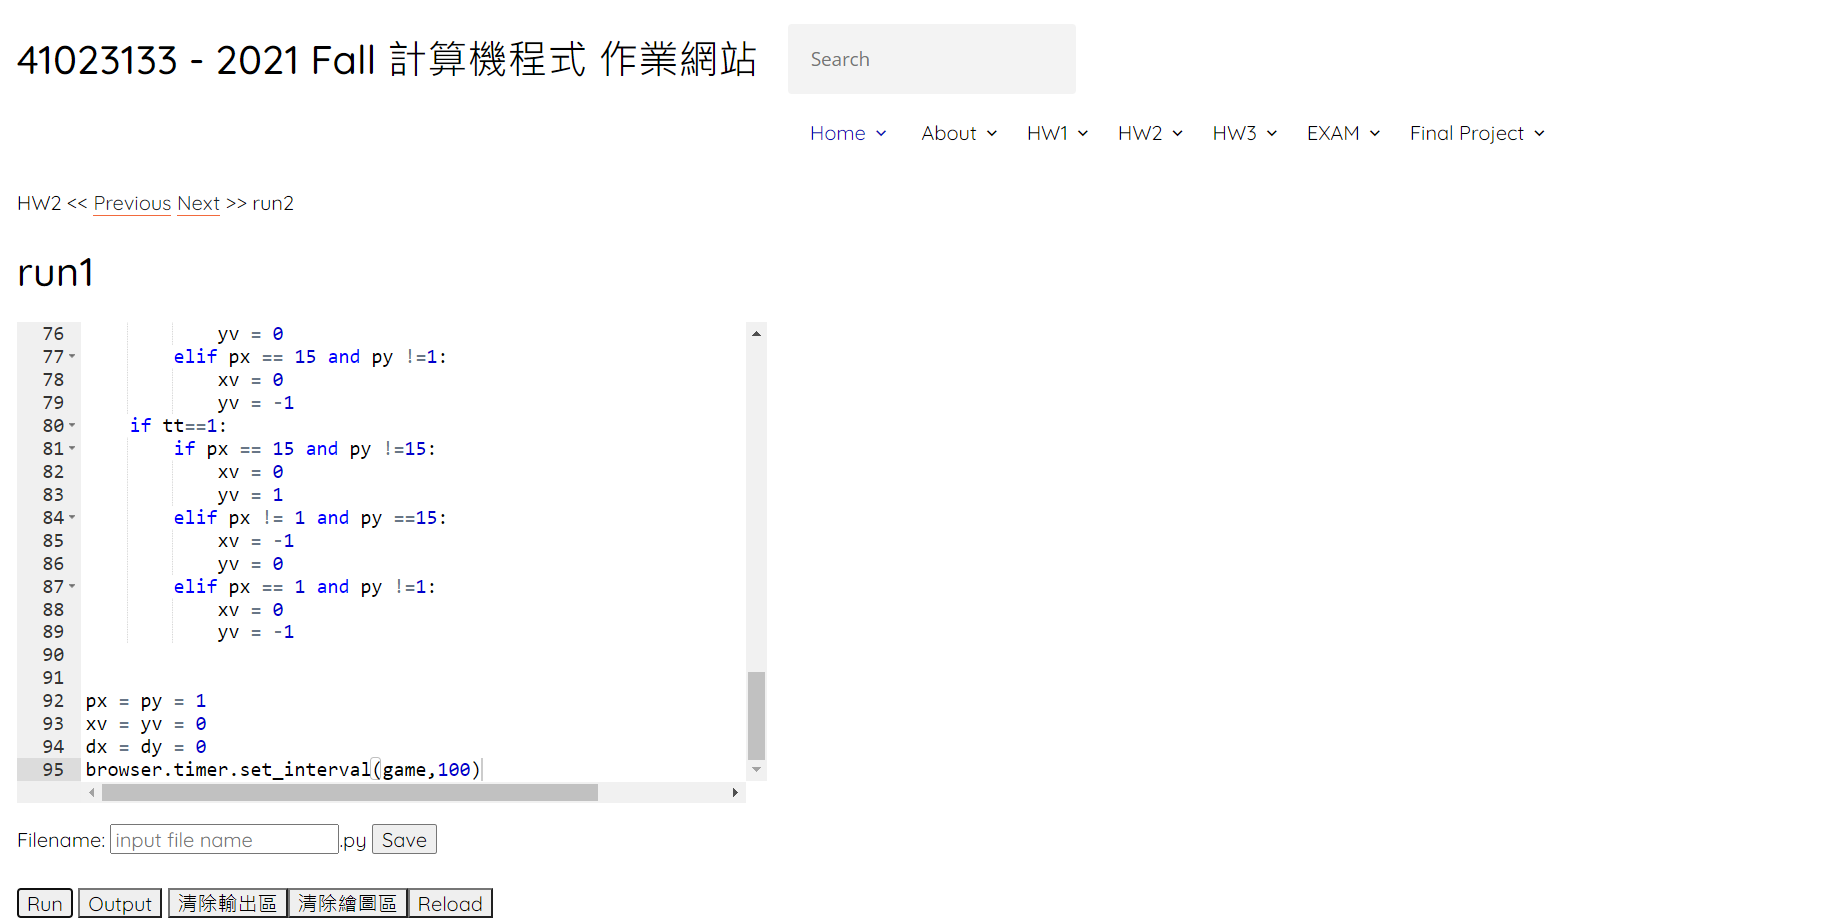 41023133 - 2021 Fall 計算機程式 作業網站
Search
Home About HW1 HW2 HW3 EXAM Final Project
HW2 << Previous Next >> run2
run1
76 yv = 0
77 elif px == 15 and py !=1:
78 xv = 0
79 yv = -1
80 if tt==1:
81 if px == 15 and py !=15:
82 xv = 0
83 yv = 1
84 elif px != 1 and py ==15:
85 xv = -1
86 yv = 0
87 elif px == 1 and py !=1:
88 xv = 0
89 yv = -1
90
91
92 px = py = 1
93 xv = yv = 0
94 dx = dy = 0
95 browser.timer.set_interval(game,100)
Filename: input file name .py Save
Run Output 清除輸出區 清除繪圖區 Reload